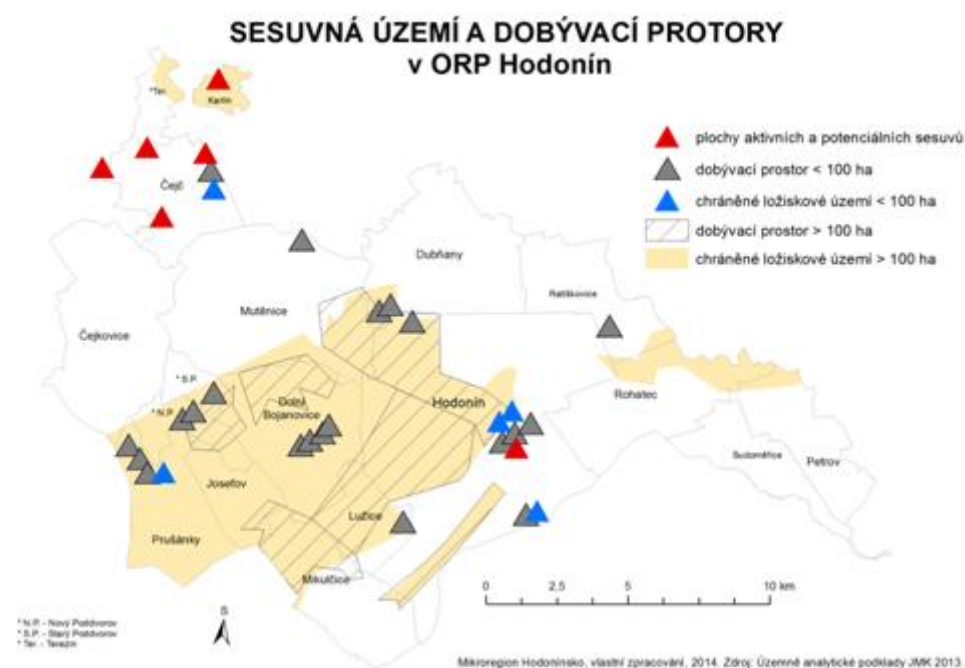 SESUVNÁ ÚZEMÍ A DOBÝVACÍ PROTORY
v ORP Hodonín
*Ter.
Karlín
plochy aktivních a potenciálních sesuvů
dobývací prostor < 100 ha
chráněné ložiskové území < 100 ha
dobývací prostor > 100 ha
chráněné ložiskové území > 100 ha
Čejč
Dubňany
Ratíškovice
Mutěnice
Čejkovice
* S.P.
* N.P.
Dolní
Bojanovice
Hodonín
Rohatec
Sudoměřice
Petrov
Josefov
Lužice
Prušánky
Mikulčice
S
0 2,5 5 10 km
* N.P. - Nový Poddvorov
* S.P. - Starý Poddvorov
* Ter. - Terezín
Mikroregion Hodonínsko, vlastní zpracování, 2014. Zdroj: Územně analytické podklady JMK 2013.